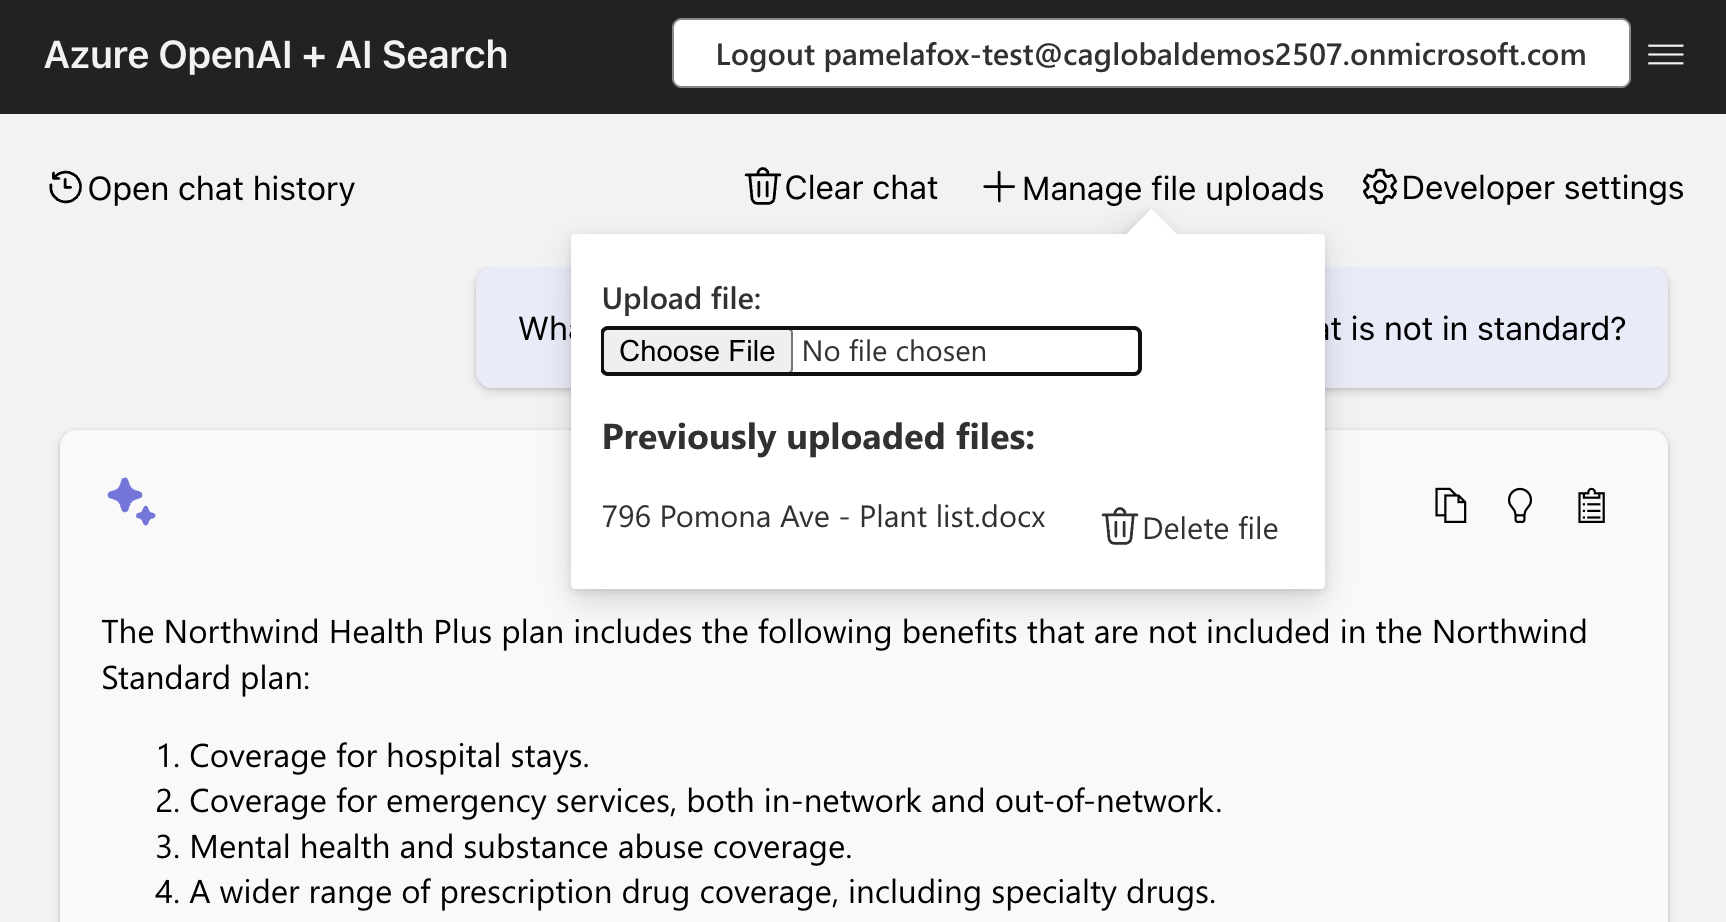 Azure OpenAI + AI Search
Logout pamelafox-test@caglobaldemos2507.onmicrosoft.com
Open chat history
Clear chat
Manage file uploads
Developer settings
is not in standard?
Upload file:
Choose File No file chosen
Previously uploaded files:
796 Pomona Ave - Plant list.docx
Delete file
The Northwind Health Plus plan includes the following benefits that are not included in the Northwind
Standard plan:
1. Coverage for hospital stays.
2. Coverage for emergency services, both in-network and out-of-network.
3. Mental health and substance abuse coverage.
4. A wider range of prescription drug coverage, including specialty drugs.